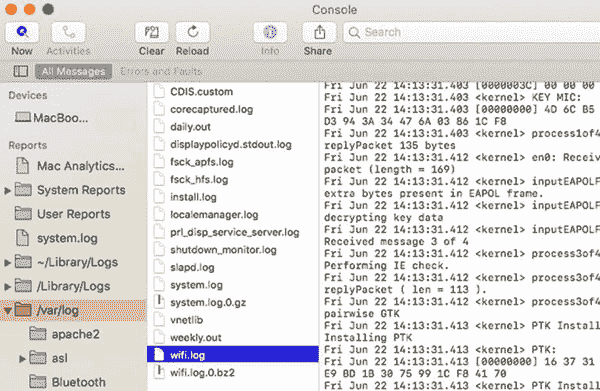 Console
Now
Activities
Clear
Reload
Info
Share
Search
All Messages
Errors and Faults
Devices
MacBoo...
Reports
Mac Analytics...
System Reports
User Reports
system.log
~/Library/Logs
/Library/Logs
/var/log
apache2
asl
Bluetooth
CDIS.custom
corecaptured.log
daily.out
displaypolicyd.stdout.log
fsck_apfs.log
fsck_hfs.log
install.log
localemanager.log
prl_disp_service_server.log
shutdown_monitor.log
slapd.log
system.log
system.log.0.gz
vnetlib
weekly.out
wifi.log
wifi.log.0.bz2
Fri Jun 22 14:13:31.403 [0000003C] 00 00 00
Fri Jun 22 14:13:31.403 <kernel> KEY MIC:
Fri Jun 22 14:13:31.403 [00000000] 4D 6C B5
D3 94 3A 34 47 6A 03 86 1C F8
Fri Jun 22 14:13:31.403 <kernel> process1of4
replyPacket 135 bytes
Fri Jun 22 14:13:31.412 <kernel> en0: Receiv
packet (length = 169)
Fri Jun 22 14:13:31.412 <kernel> inputEAPOLF
extra bytes present in EAPOL frame.
Fri Jun 22 14:13:31.412 <kernel> inputEAPOLF
decrypting key data
Fri Jun 22 14:13:31.412 <kernel> inputEAPOLF
Received message 3 of 4
Fri Jun 22 14:13:31.412 <kernel> process3of4
Performing IE check.
Fri Jun 22 14:13:31.412 <kernel> process3of4
replyPacket ( len = 113 ).
Fri Jun 22 14:13:31.412 <kernel> process3of4
pairwise GTK
Fri Jun 22 14:13:31.413 <kernel> PTK Install
Installing PTK
Fri Jun 22 14:13:31.413 <kernel> PTK:
Fri Jun 22 14:13:31.413 [00000000] 16 37 31
E9 BD 1B 30 75 99 1C F8 41 70
Fri Jun 22 14:13:31.413 <kernel> PTK Install